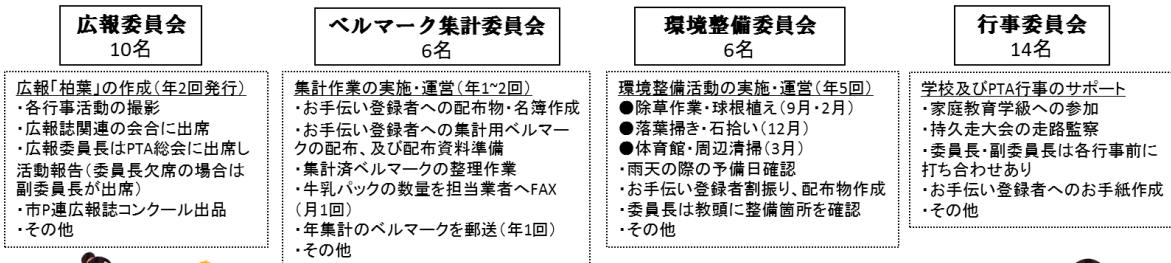 広報委員会
10名
広報「柏葉」の作成(年2回発行)
・各行事活動の撮影
・広報誌関連の会合に出席
・広報委員長はPTA総会に出席し
活動報告(委員長欠席の場合は
副委員長が出席)
・市P連広報誌コンクール出品
・その他
ベルマーク集計委員会
6名
集計作業の実施・運営(年1~2回)
・お手伝い登録者への配布物・名簿作成
・お手伝い登録者への集計用ベルマー
クの配布、及び配布資料準備
・集計済ベルマークの整理作業
・牛乳パックの数量を担当業者へFAX
(月1回)
・年集計のベルマークを郵送(年1回)
・その他
環境整備委員会
6名
環境整備活動の実施・運営(年5回)
●除草作業・球根植え(9月・2月)
●落葉掃き・石拾い(12月)
●体育館・周辺清掃(3月)
・雨天の際の予備日確認
・お手伝い登録者割振り、配布物作成
・委員長は教頭に整備箇所を確認
・その他
行事委員会
14名
学校及びPTA行事のサポート
・家庭教育学級への参加
・持久走大会の走路監察
・委員長・副委員長は各行事前に
打ち合わせあり
・お手伝い登録者へのお手紙作成
・その他